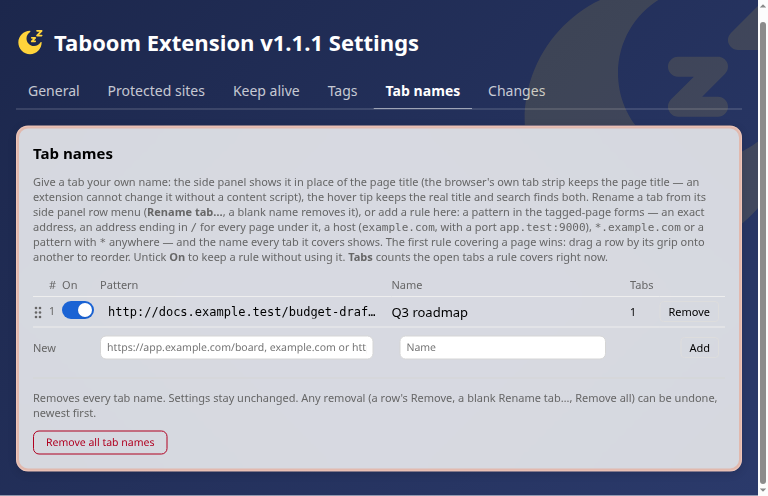 Taboom Extension v1.1.1 Settings
General Protected sites Keep alive Tags Tab names Changes
Tab names
Give a tab your own name: the side panel shows it in place of the page title (the browser's own tab strip keeps the page title — an
extension cannot change it without a content script), the hover tip keeps the real title and search finds both. Rename a tab from its
side panel row menu (Rename tab..., a blank name removes it), or add a rule here: a pattern in the tagged-page forms — an exact
address, an address ending in / for every page under it, a host (example.com, with a port app.test:9000), *.example.com or a
pattern with * anywhere — and the name every tab it covers shows. The first rule covering a page wins: drag a row by its grip onto
another to reorder. Untick On to keep a rule without using it. Tabs counts the open tabs a rule covers right now.
# On Pattern Name Tabs
1 http://docs.example.test/budget-draf… Q3 roadmap 1 Remove
New https://app.example.com/board, example.com or htt Name Add
Removes every tab name. Settings stay unchanged. Any removal (a row's Remove, a blank Rename tab..., Remove all) can be undone,
newest first.
Remove all tab names